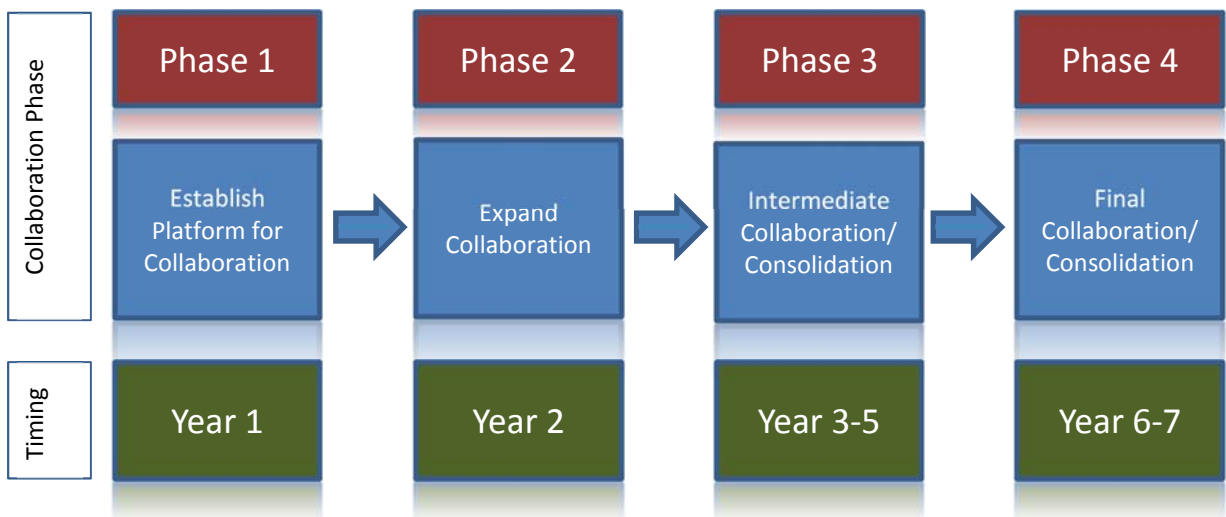 Collaboration Phase
Phase 1
Phase 2
Phase 3
Phase 4
Establish
Platform for
Collaboration
Expand
Collaboration
Intermediate
Collaboration/
Consolidation
Final
Collaboration/
Consolidation
Timing
Year 1
Year 2
Year 3-5
Year 6-7